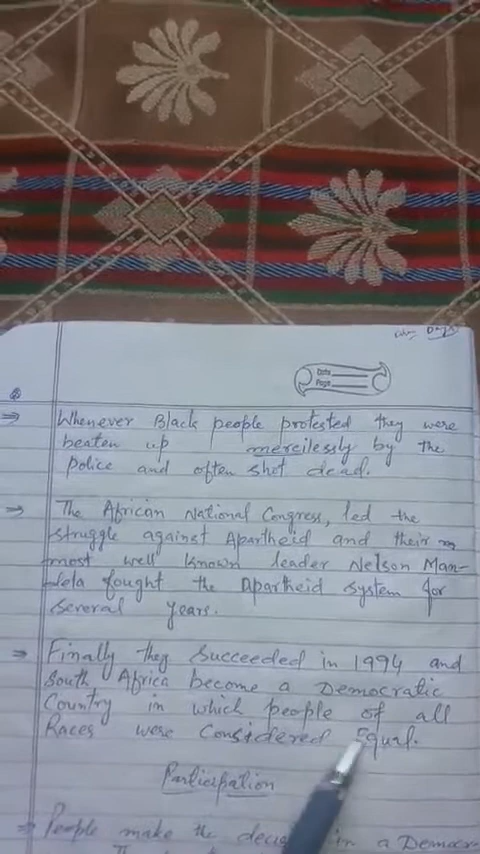 Date
Page
⇒ Whenever Black people protested they were
beaten up mercilessly by the
police and often shot dead.
⇒ The African National Congress, led the
struggle against Apartheid and their
most well known leader Nelson Man-
dela fought the Apartheid system for
several years.
⇒ Finally they succeeded in 1994 and
South Africa become a Democratic
Country in which people of all
Races were Considered Equal.
Participation
⇒ People make the in a